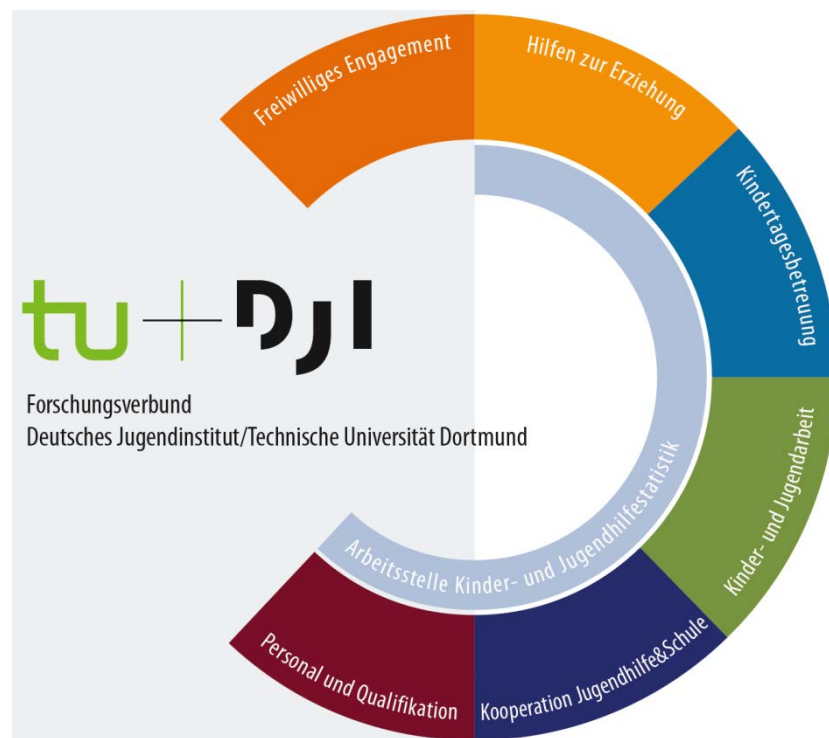 Freiwilliges Engagement
Hilfen zur Erziehung
Kindertagesbetreuung
Kinder- und Jugendarbeit
Kooperation Jugendhilfe&Schule
Personal und Qualifikation
Arbeitsstelle Kinder- und Jugendhilfestatistik
tu+DJI
Forschungsverbund
Deutsches Jugendinstitut/Technische Universität Dortmund